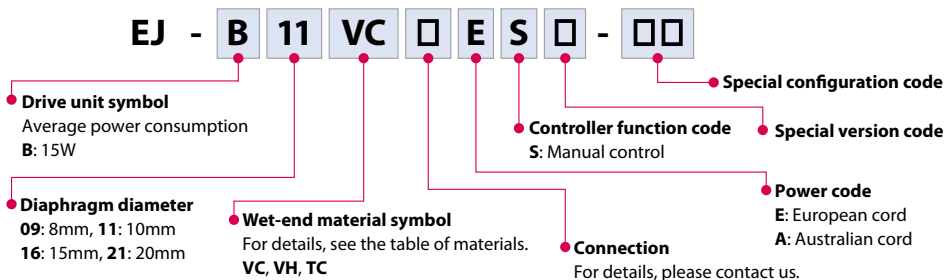 EJ - B 11 VC □ E S □ - □□
Special configuration code
Drive unit symbol
Average power consumption
B: 15W
Controller function code
S: Manual control
Special version code
Diaphragm diameter
09: 8mm, 11: 10mm
16: 15mm, 21: 20mm
Wet-end material symbol
For details, see the table of materials.
VC, VH, TC
Connection
For details, please contact us.
Power code
E: European cord
A: Australian cord